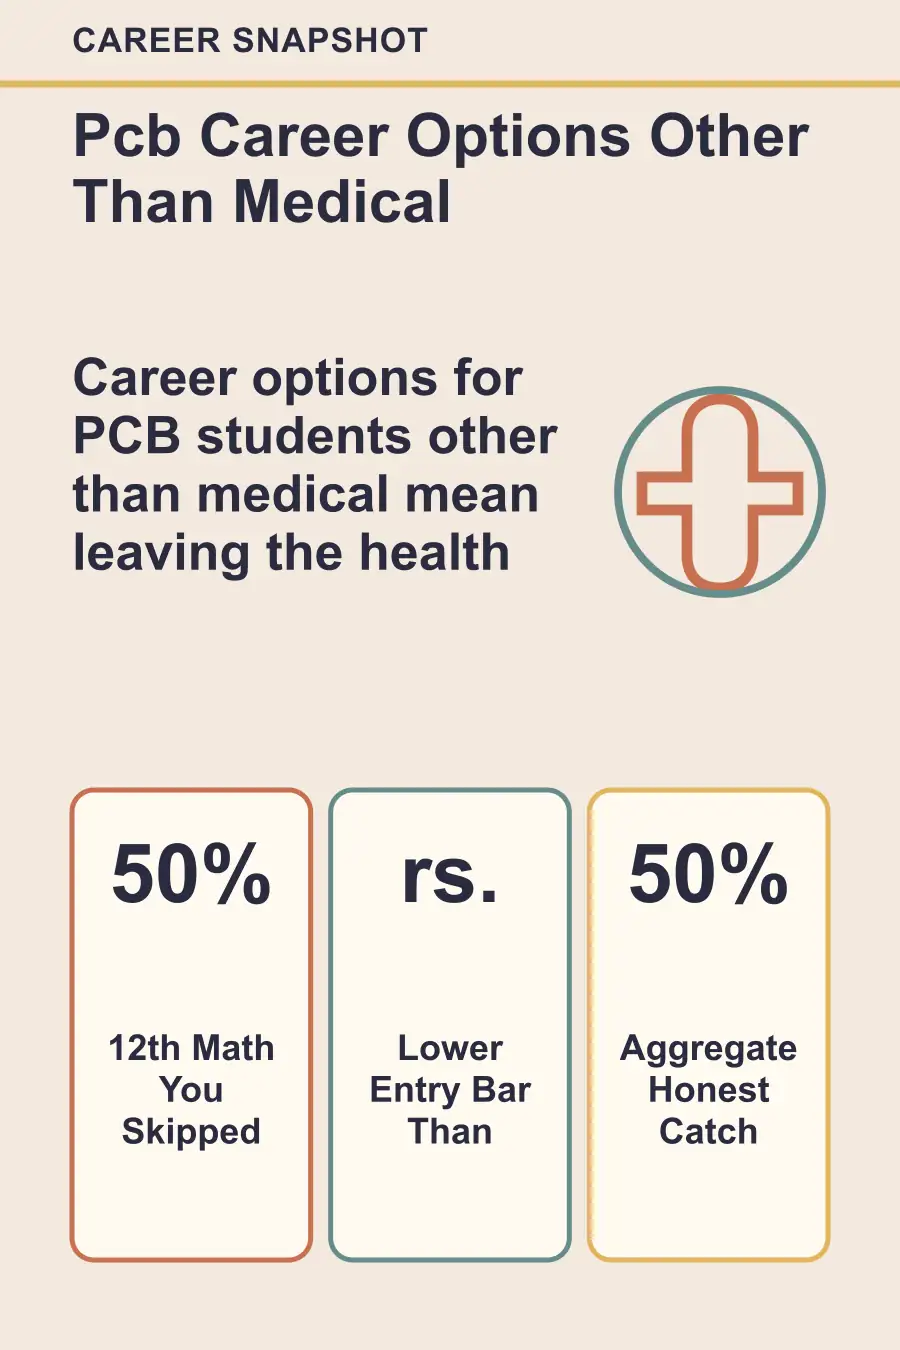 CAREER SNAPSHOT
Pcb Career Options Other
Than Medical
Career options for
PCB students other
than medical mean
leaving the health
50%
12th Math
You
Skipped
rs.
Lower
Entry Bar
Than
50%
Aggregate
Honest
Catch